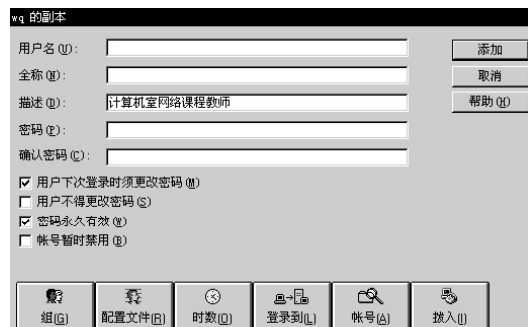 wq 的副本
用户名(U):
添加
全称(N):
取消
描述(D):
计算机室网络课程教师
帮助(H)
密码(P):
确认密码(C):
用户下次登录时须更改密码(M)
用户不得更改密码(S)
密码永久有效(W)
帐号暂时禁用(B)
组(G)
配置文件(R)
时数(O)
登录到(L)
帐号(A)
拨入(I)